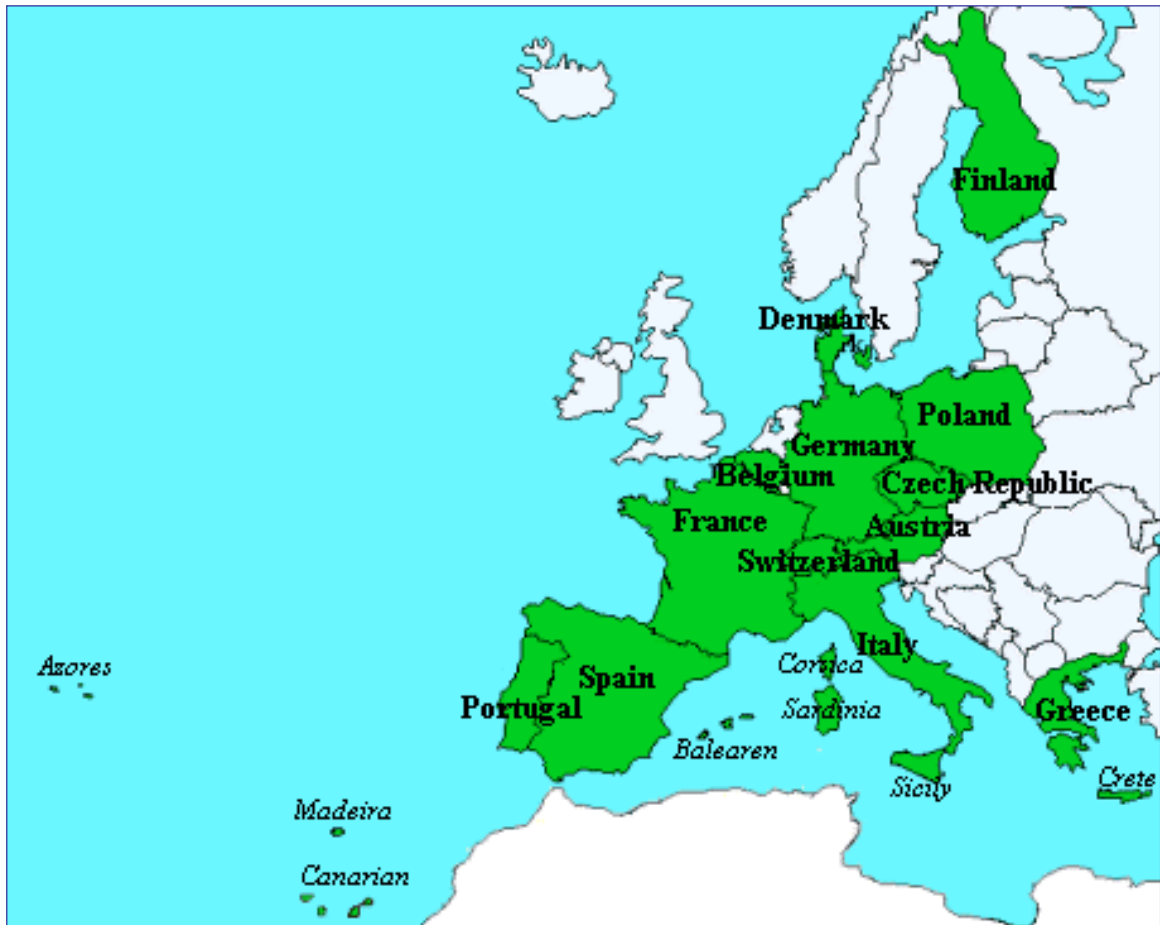 Finland
Denmark
Poland
Germany
Belgium
Czech Republic
France
Austria
Switzerland
Italy
Azores
Corsica
Spain
Portugal
Sardinia
Greece
Balearen
Sicily
Crete
Madeira
Canarian